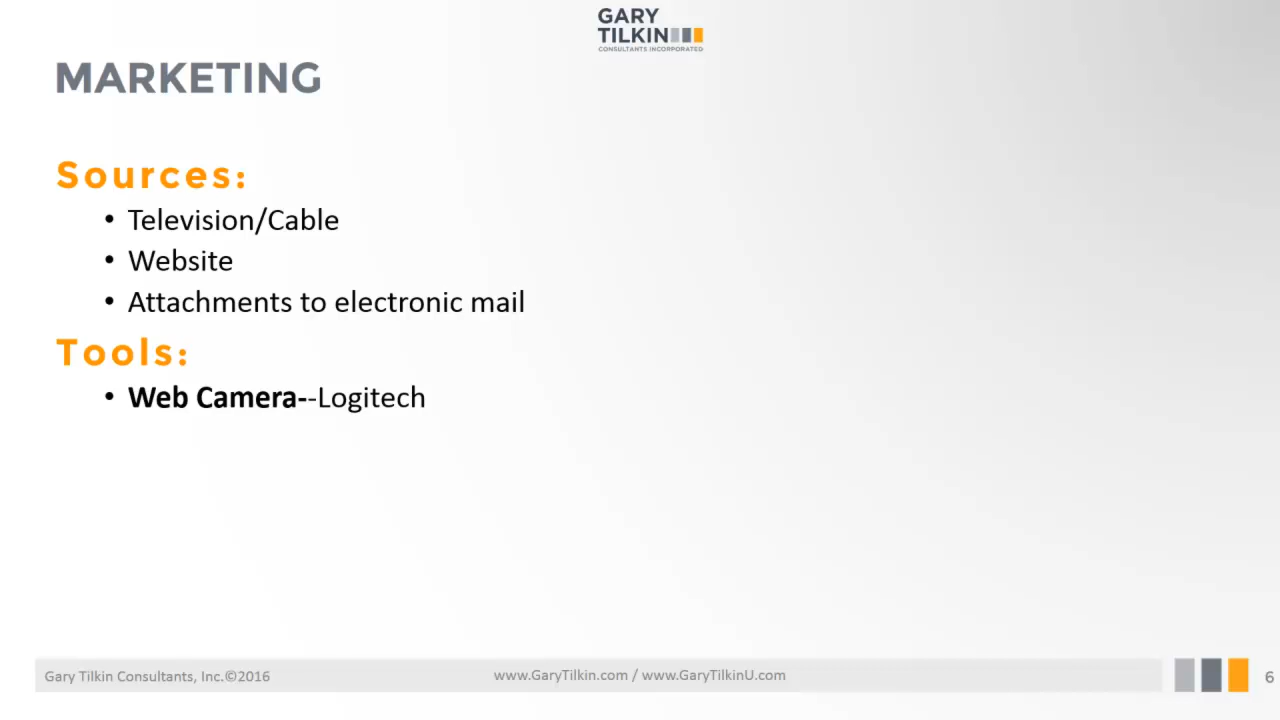 GARY
TILKIN
CONSULTANTS INCORPORATED
MARKETING
Sources:
• Television/Cable
• Website
• Attachments to electronic mail
Tools:
• Web Camera--Logitech
Gary Tilkin Consultants, Inc.©2016
www.GaryTilkin.com / www.GaryTilkinU.com
6